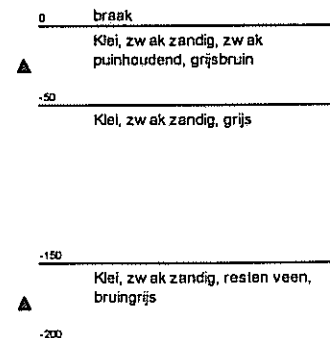 0 braak
Klei, zwak zandig, zwak
puinhoudend, grijsbruin
-50
Klei, zwak zandig, grijs
-150
Klei, zwak zandig, resten veen,
bruingrijs
-200